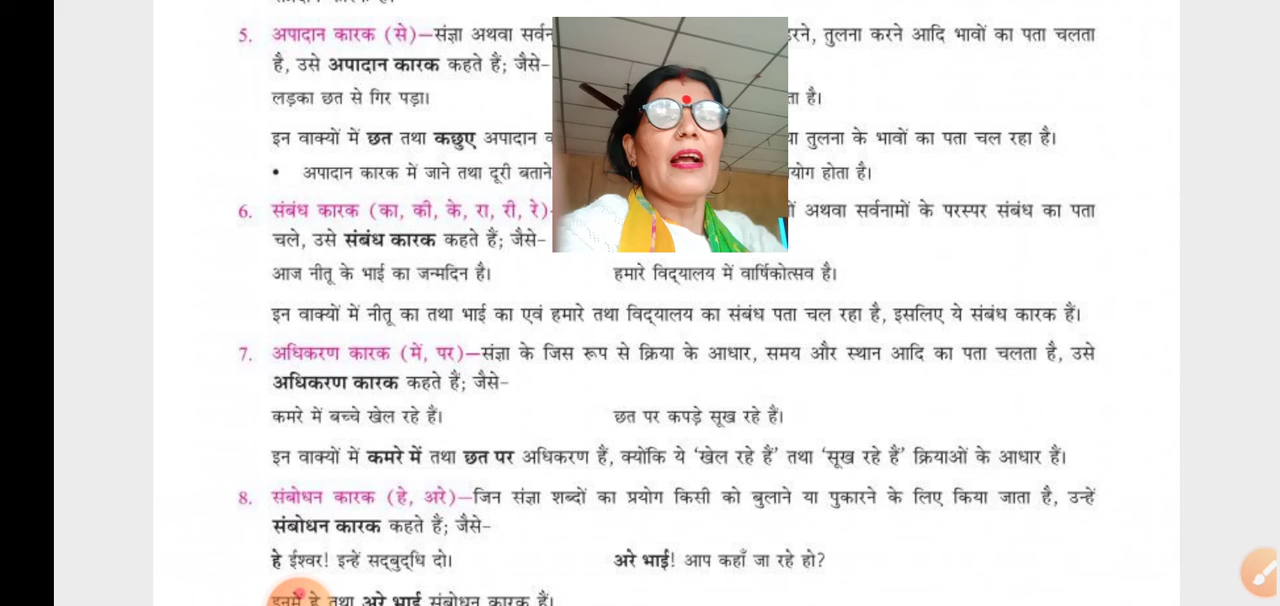 5. अपादान कारक (से)–संज्ञा अथवा तुलना करने आदि भावों का पता चलता
है, उसे अपादान कारक कहते हैं; जैसे–
लड़का छत से गिर पड़ा। है।
इन वाक्यों में छत तथा कछुए अपादान तुलना के भावों का पता चल रहा है।
• अपादान कारक में जाने तथा दूरी बताने होता है।
6. संबंध कारक (का, की, के, रा, री, रे)– अथवा सर्वनामों के परस्पर संबंध का पता
चले, उसे संबंध कारक कहते हैं; जैसे–
आज नीतू के भाई का जन्मदिन है। हमारे विद्यालय में वार्षिकोत्सव है।
इन वाक्यों में नीतू का तथा भाई का एवं हमारे तथा विद्यालय का संबंध पता चल रहा है, इसलिए ये संबंध कारक हैं।
7. अधिकरण कारक (में, पर)–संज्ञा के जिस रूप से क्रिया के आधार, समय और स्थान आदि का पता चलता है, उसे
अधिकरण कारक कहते हैं; जैसे–
कमरे में बच्चे खेल रहे हैं। छत पर कपड़े सूख रहे हैं।
इन वाक्यों में कमरे में तथा छत पर अधिकरण हैं, क्योंकि ये ‘खेल रहे हैं’ तथा ‘सूख रहे हैं’ क्रियाओं के आधार हैं।
8. संबोधन कारक (हे, अरे)–जिन संज्ञा शब्दों का प्रयोग किसी को बुलाने या पुकारने के लिए किया जाता है, उन्हें
संबोधन कारक कहते हैं; जैसे–
हे ईश्वर! इन्हें सद्बुद्धि दो। अरे भाई! आप कहाँ जा रहे हो?
इनमें हे तथा अरे भाई संबोधन कारक हैं।